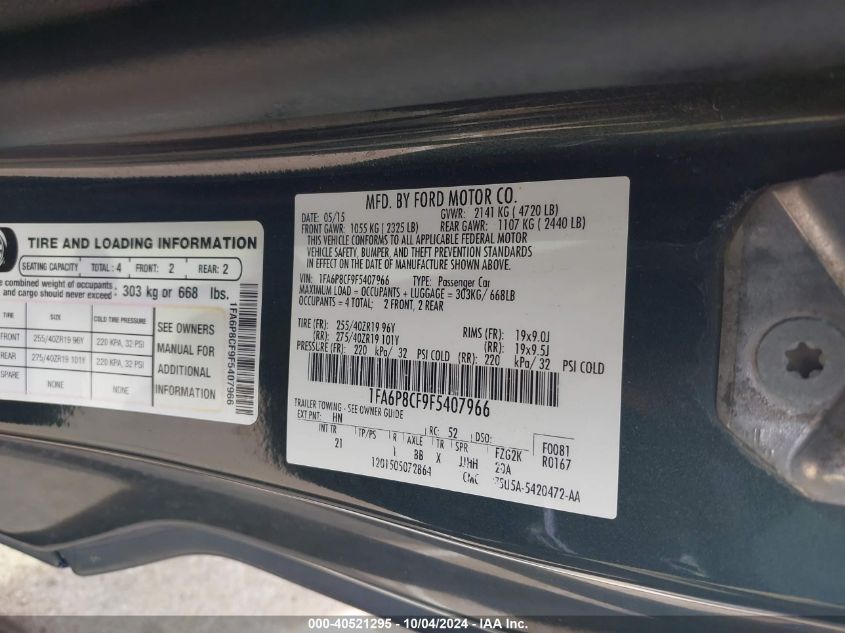 TIRE AND LOADING INFORMATION
SEATING CAPACITY TOTAL: 4 FRONT: 2 REAR: 2
combined weight of occupants
and cargo should never exceed : 303 kg or 668 lbs.
TIRE SIZE COLD TIRE PRESSURE
FRONT 255/40ZR19 96Y 220 KPA, 32 PSI
REAR 275/40ZR19 101Y 220 KPA, 32 PSI
SPARE NONE NONE
SEE OWNERS
MANUAL FOR
ADDITIONAL
INFORMATION
1FA6P8CF9F5407966
MFD. BY FORD MOTOR CO.
DATE: 05/15 GVWR: 2141 KG ( 4720 LB)
FRONT GAWR: 1055 KG ( 2325 LB) REAR GAWR: 1107 KG ( 2440 LB)
THIS VEHICLE CONFORMS TO ALL APPLICABLE FEDERAL MOTOR
VEHICLE SAFETY, BUMPER, AND THEFT PREVENTION STANDARDS
IN EFFECT ON THE DATE OF MANUFACTURE SHOWN ABOVE.
VIN: 1FA6P8CF9F5407966 TYPE: Passenger Car
MAXIMUM LOAD = OCCUPANTS + LUGGAGE = 303KG/ 668LB
OCCUPANTS = 4 TOTAL; 2 FRONT, 2 REAR
TIRE (FR): 255/40ZR19 96Y RIMS (FR): 19x9.0J
(RR): 275/40ZR19 101Y (RR): 19x9.5J
PRESSURE (FR): 220 kPa/ 32 PSI COLD (RR): 220 kPa/ 32 PSI COLD
1FA6P8CF9F5407966
TRAILER TOWING - SEE OWNER GUIDE
EXT PNT: HN RC: 52 DSO: F0081
INT TR TP/PS R AXLE TR SPR FZG2K R0167
21 1 BB X JJHH 20A
1201505072864 CMC 75U5A-5420472-AA
000-40521295 - 10/04/2024 - IAA Inc.